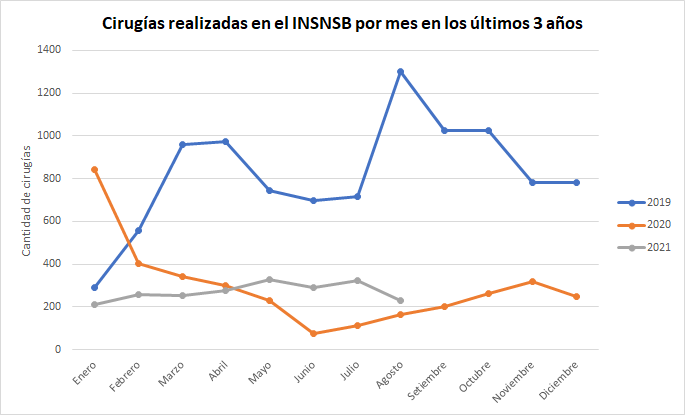 Cirugías realizadas en el INSNSB por mes en los últimos 3 años
1400
1200
1000
800
600
400
200
0
Cantidad de cirugías
Enero
Febrero
Marzo
Abril
Mayo
Junio
Julio
Agosto
Setiembre
Octubre
Noviembre
Diciembre
2019
2020
2021